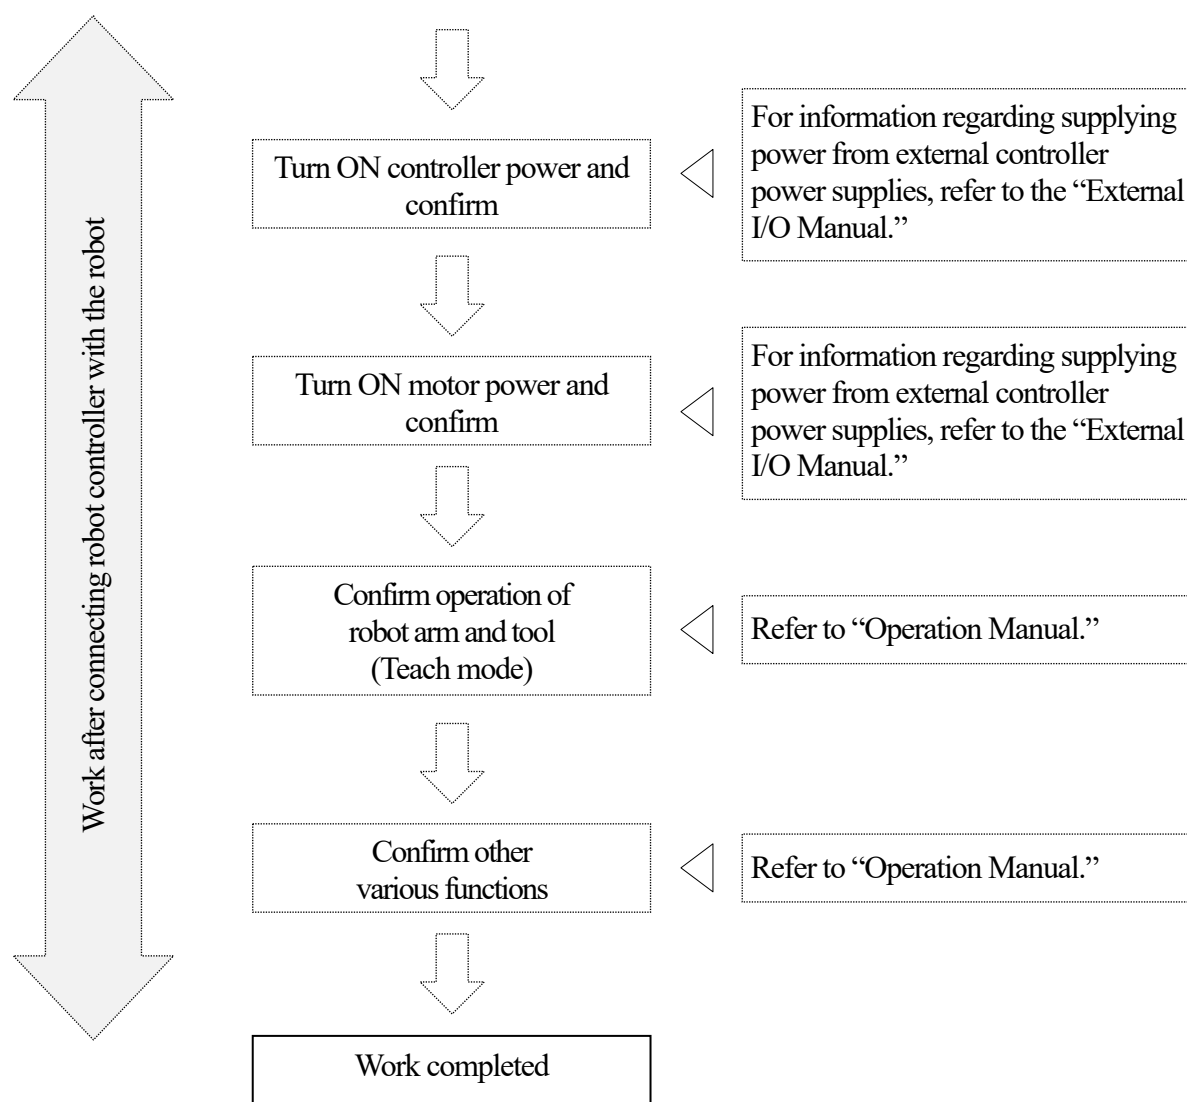 Work after connecting robot controller with the robot
Turn ON controller power and
confirm
For information regarding supplying
power from external controller
power supplies, refer to the “External
I/O Manual.”
Turn ON motor power and
confirm
For information regarding supplying
power from external controller
power supplies, refer to the “External
I/O Manual.”
Confirm operation of
robot arm and tool
(Teach mode)
Refer to “Operation Manual.”
Confirm other
various functions
Refer to “Operation Manual.”
Work completed